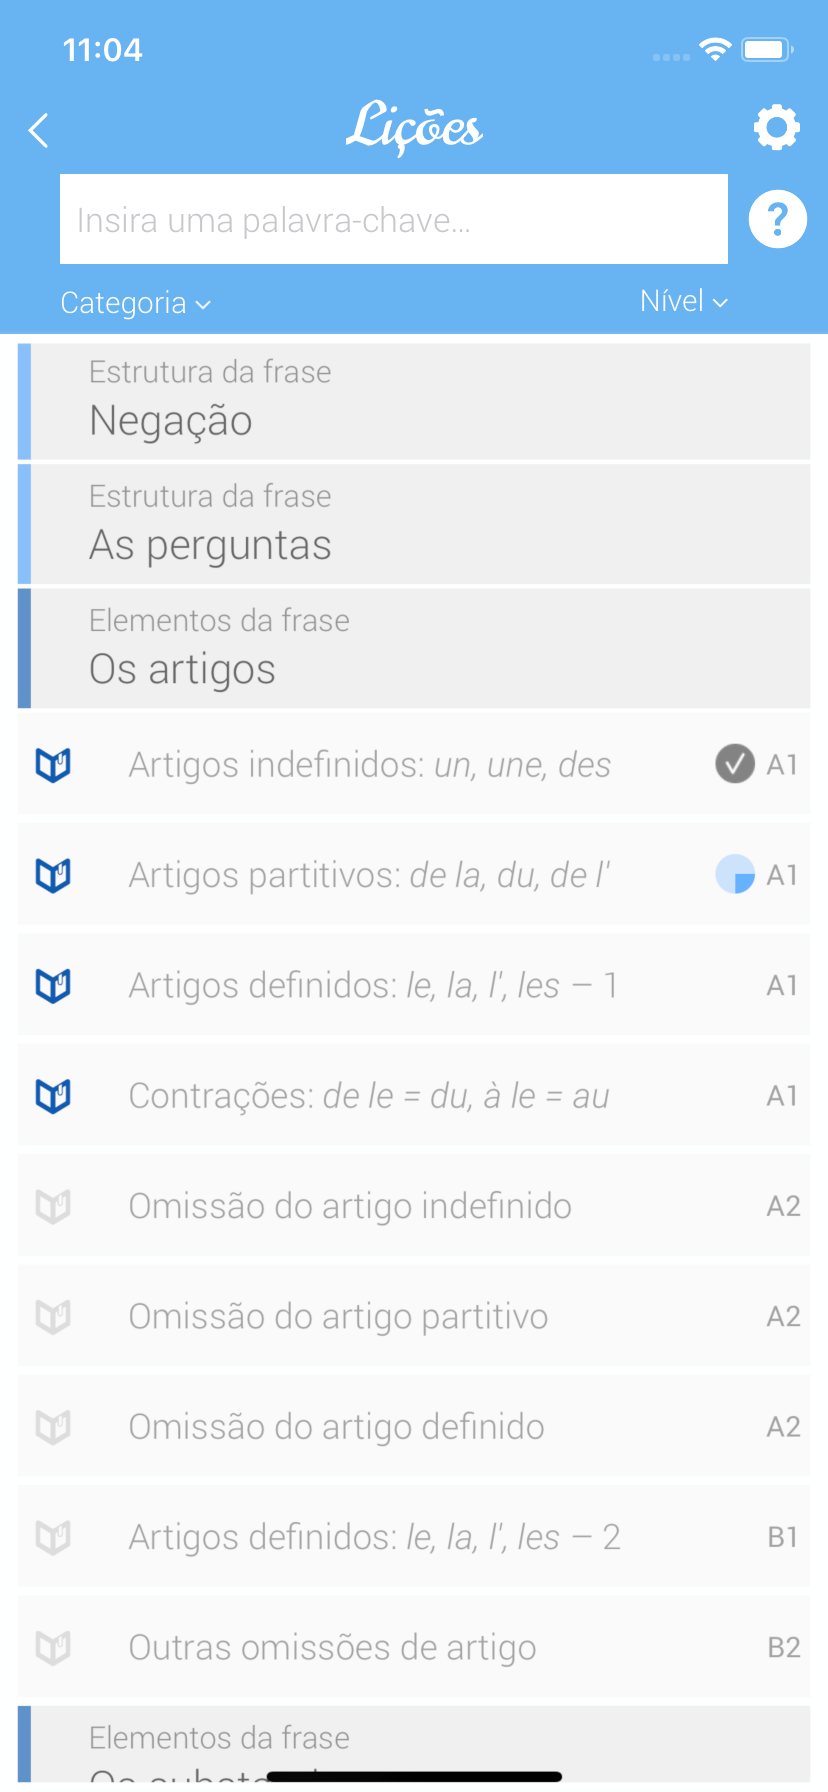 11:04
Lições
Insira uma palavra-chave...
?
Categoria
Nível
Estrutura da frase
Negação
Estrutura da frase
As perguntas
Elementos da frase
Os artigos
Artigos indefinidos: un, une, des A1
Artigos partitivos: de la, du, de l' A1
Artigos definidos: le, la, l', les – 1 A1
Contrações: de le = du, à le = au A1
Omissão do artigo indefinido A2
Omissão do artigo partitivo A2
Omissão do artigo definido A2
Artigos definidos: le, la, l', les – 2 B1
Outras omissões de artigo B2
Elementos da frase
Os